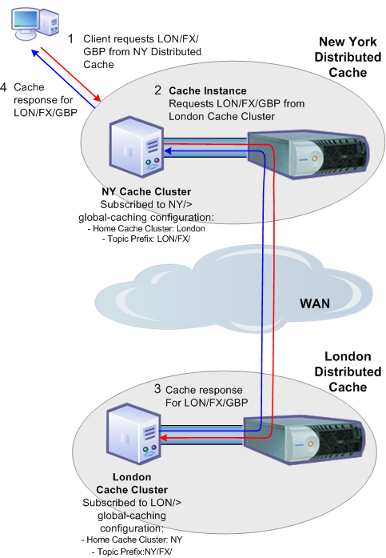 1 Client requests LON/FX/
GBP from NY Distributed
Cache
New York
Distributed
Cache
4 Cache
response for
LON/FX/GBP
2 Cache Instance
Requests LON/FX/GBP from
London Cache Cluster
NY Cache Cluster
Subscribed to NY/>
global-caching configuration:
- Home Cache Cluster: London
- Topic Prefix: LON/FX/
WAN
London
Distributed
Cache
3 Cache response
For LON/FX/GBP
London
Cache Cluster
Subscribed to LON/>
global-caching
configuration:
- Home Cache Cluster: NY
- Topic Prefix:NY/FX/